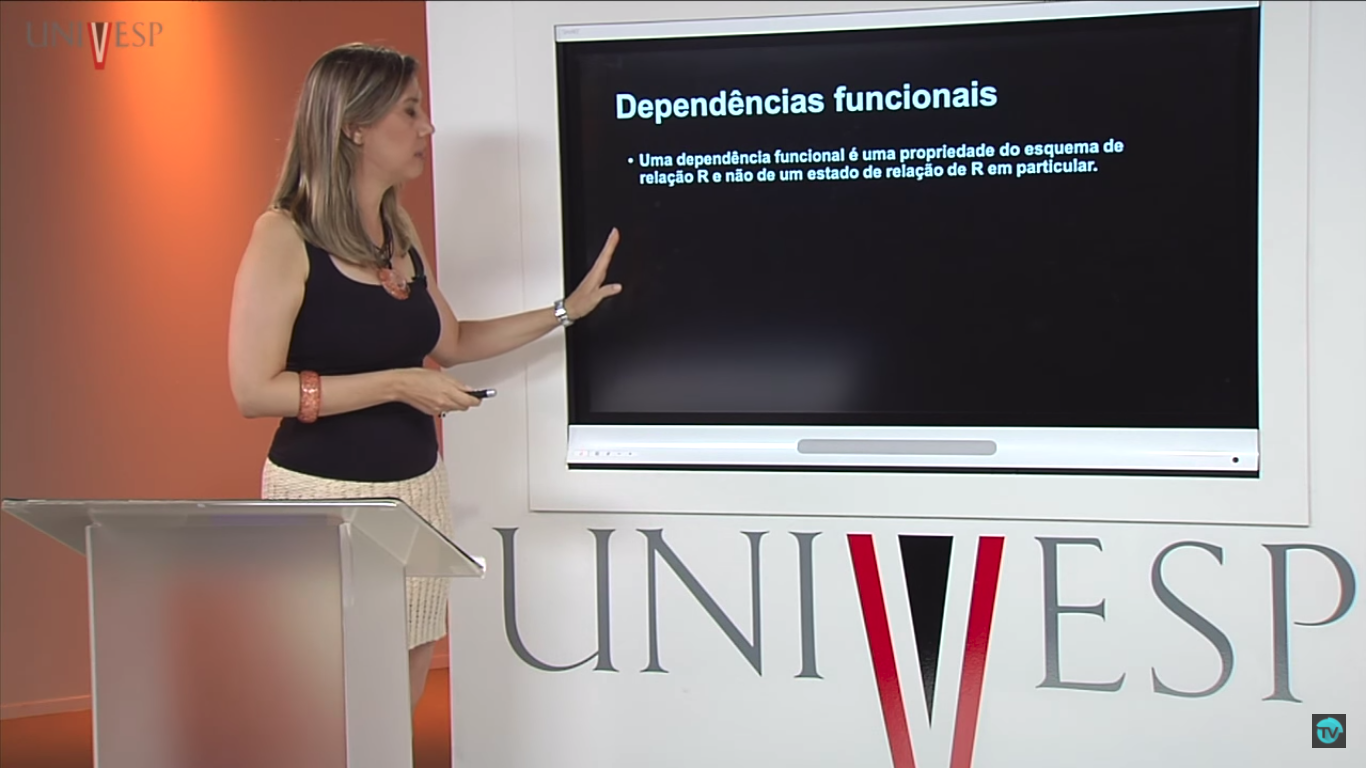 UNIVESP
Dependências funcionais
• Uma dependência funcional é uma propriedade do esquema de
relação R e não de um estado de relação de R em particular.
UNIVESP
TV